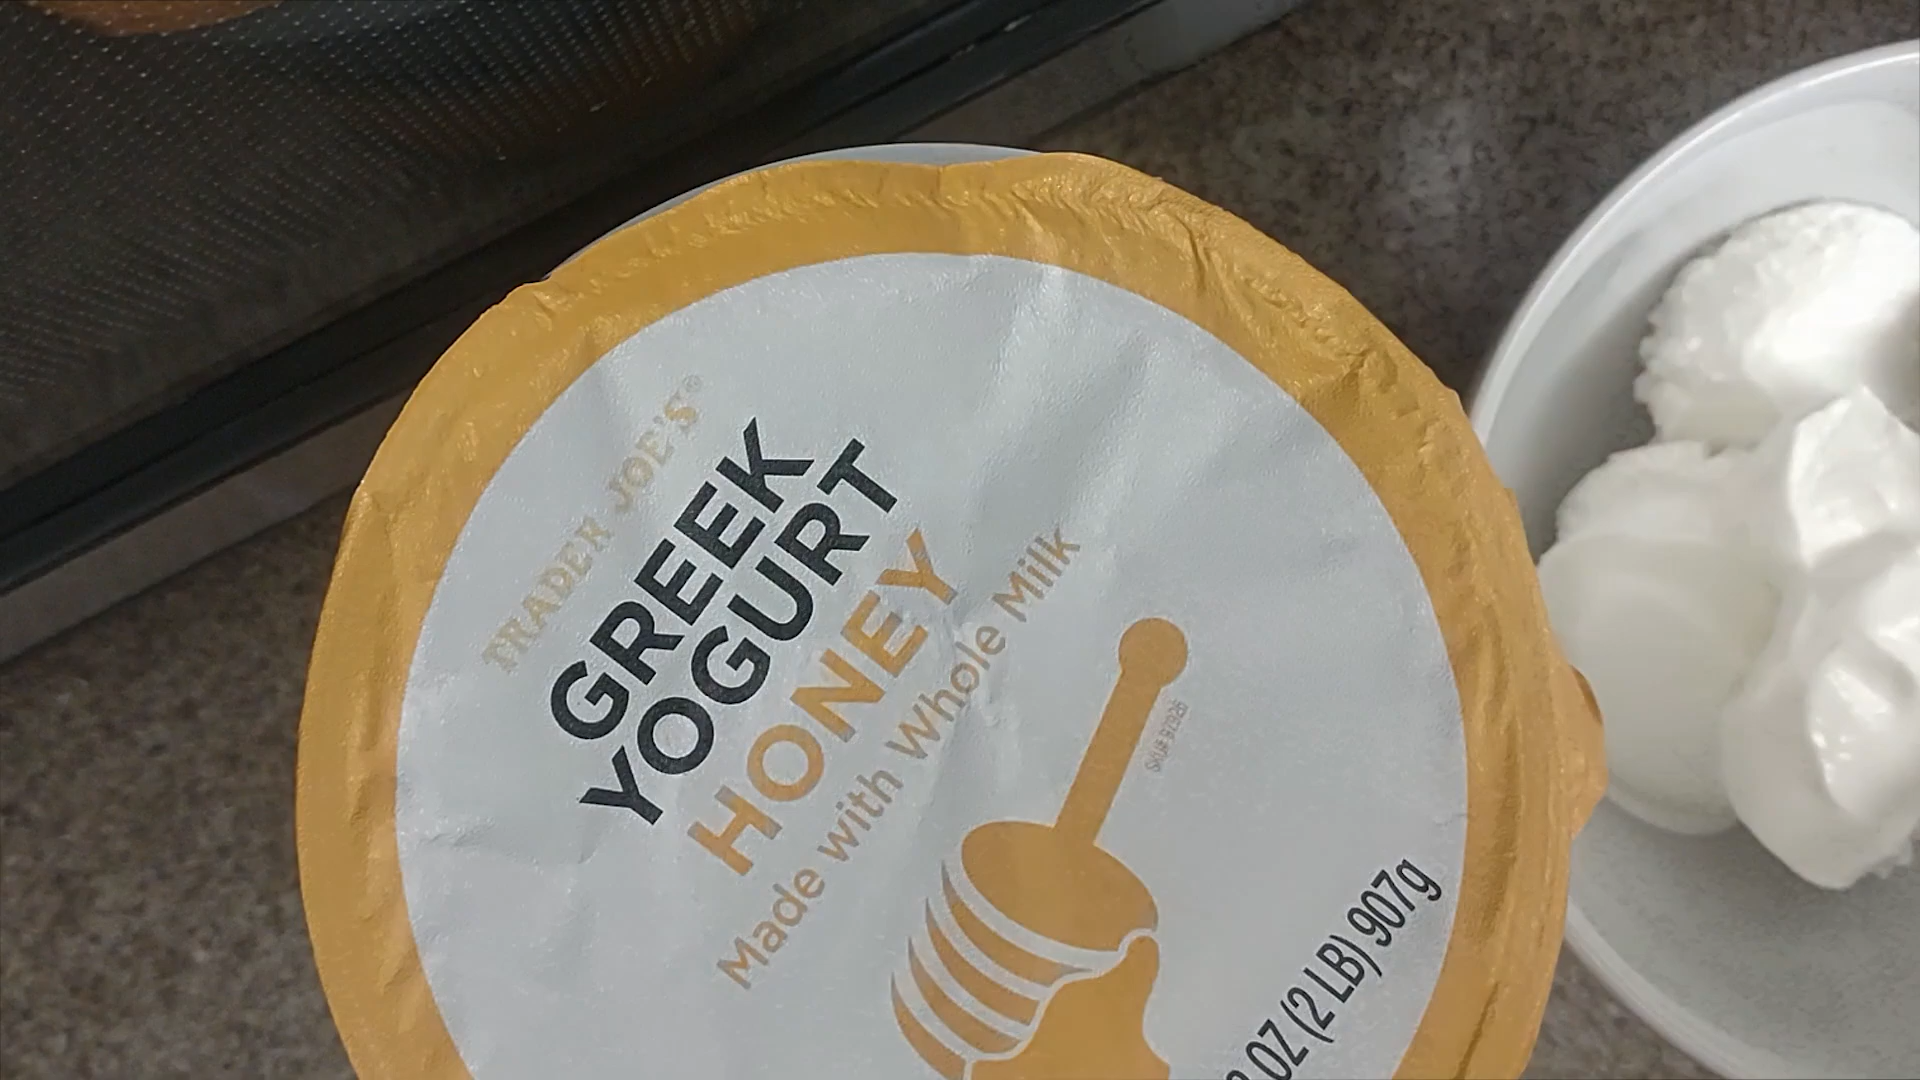 TRADER JOE'S®
GREEK
YOGURT
HONEY
Made with Whole Milk
OZ (2 LB) 907g